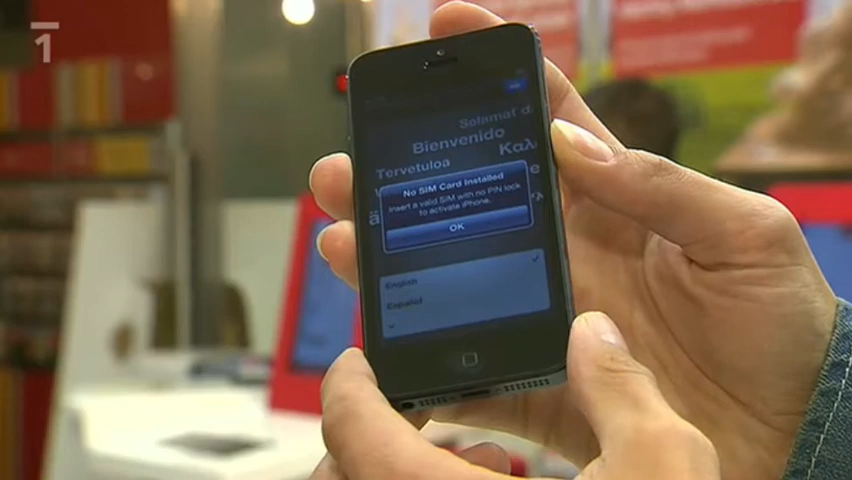 1
Selamat d
Bienvenido
Tervetuloa
Καλ
No SIM Card Installed
Insert a valid SIM with no PIN lock
to activate iPhone.
OK
English
Español